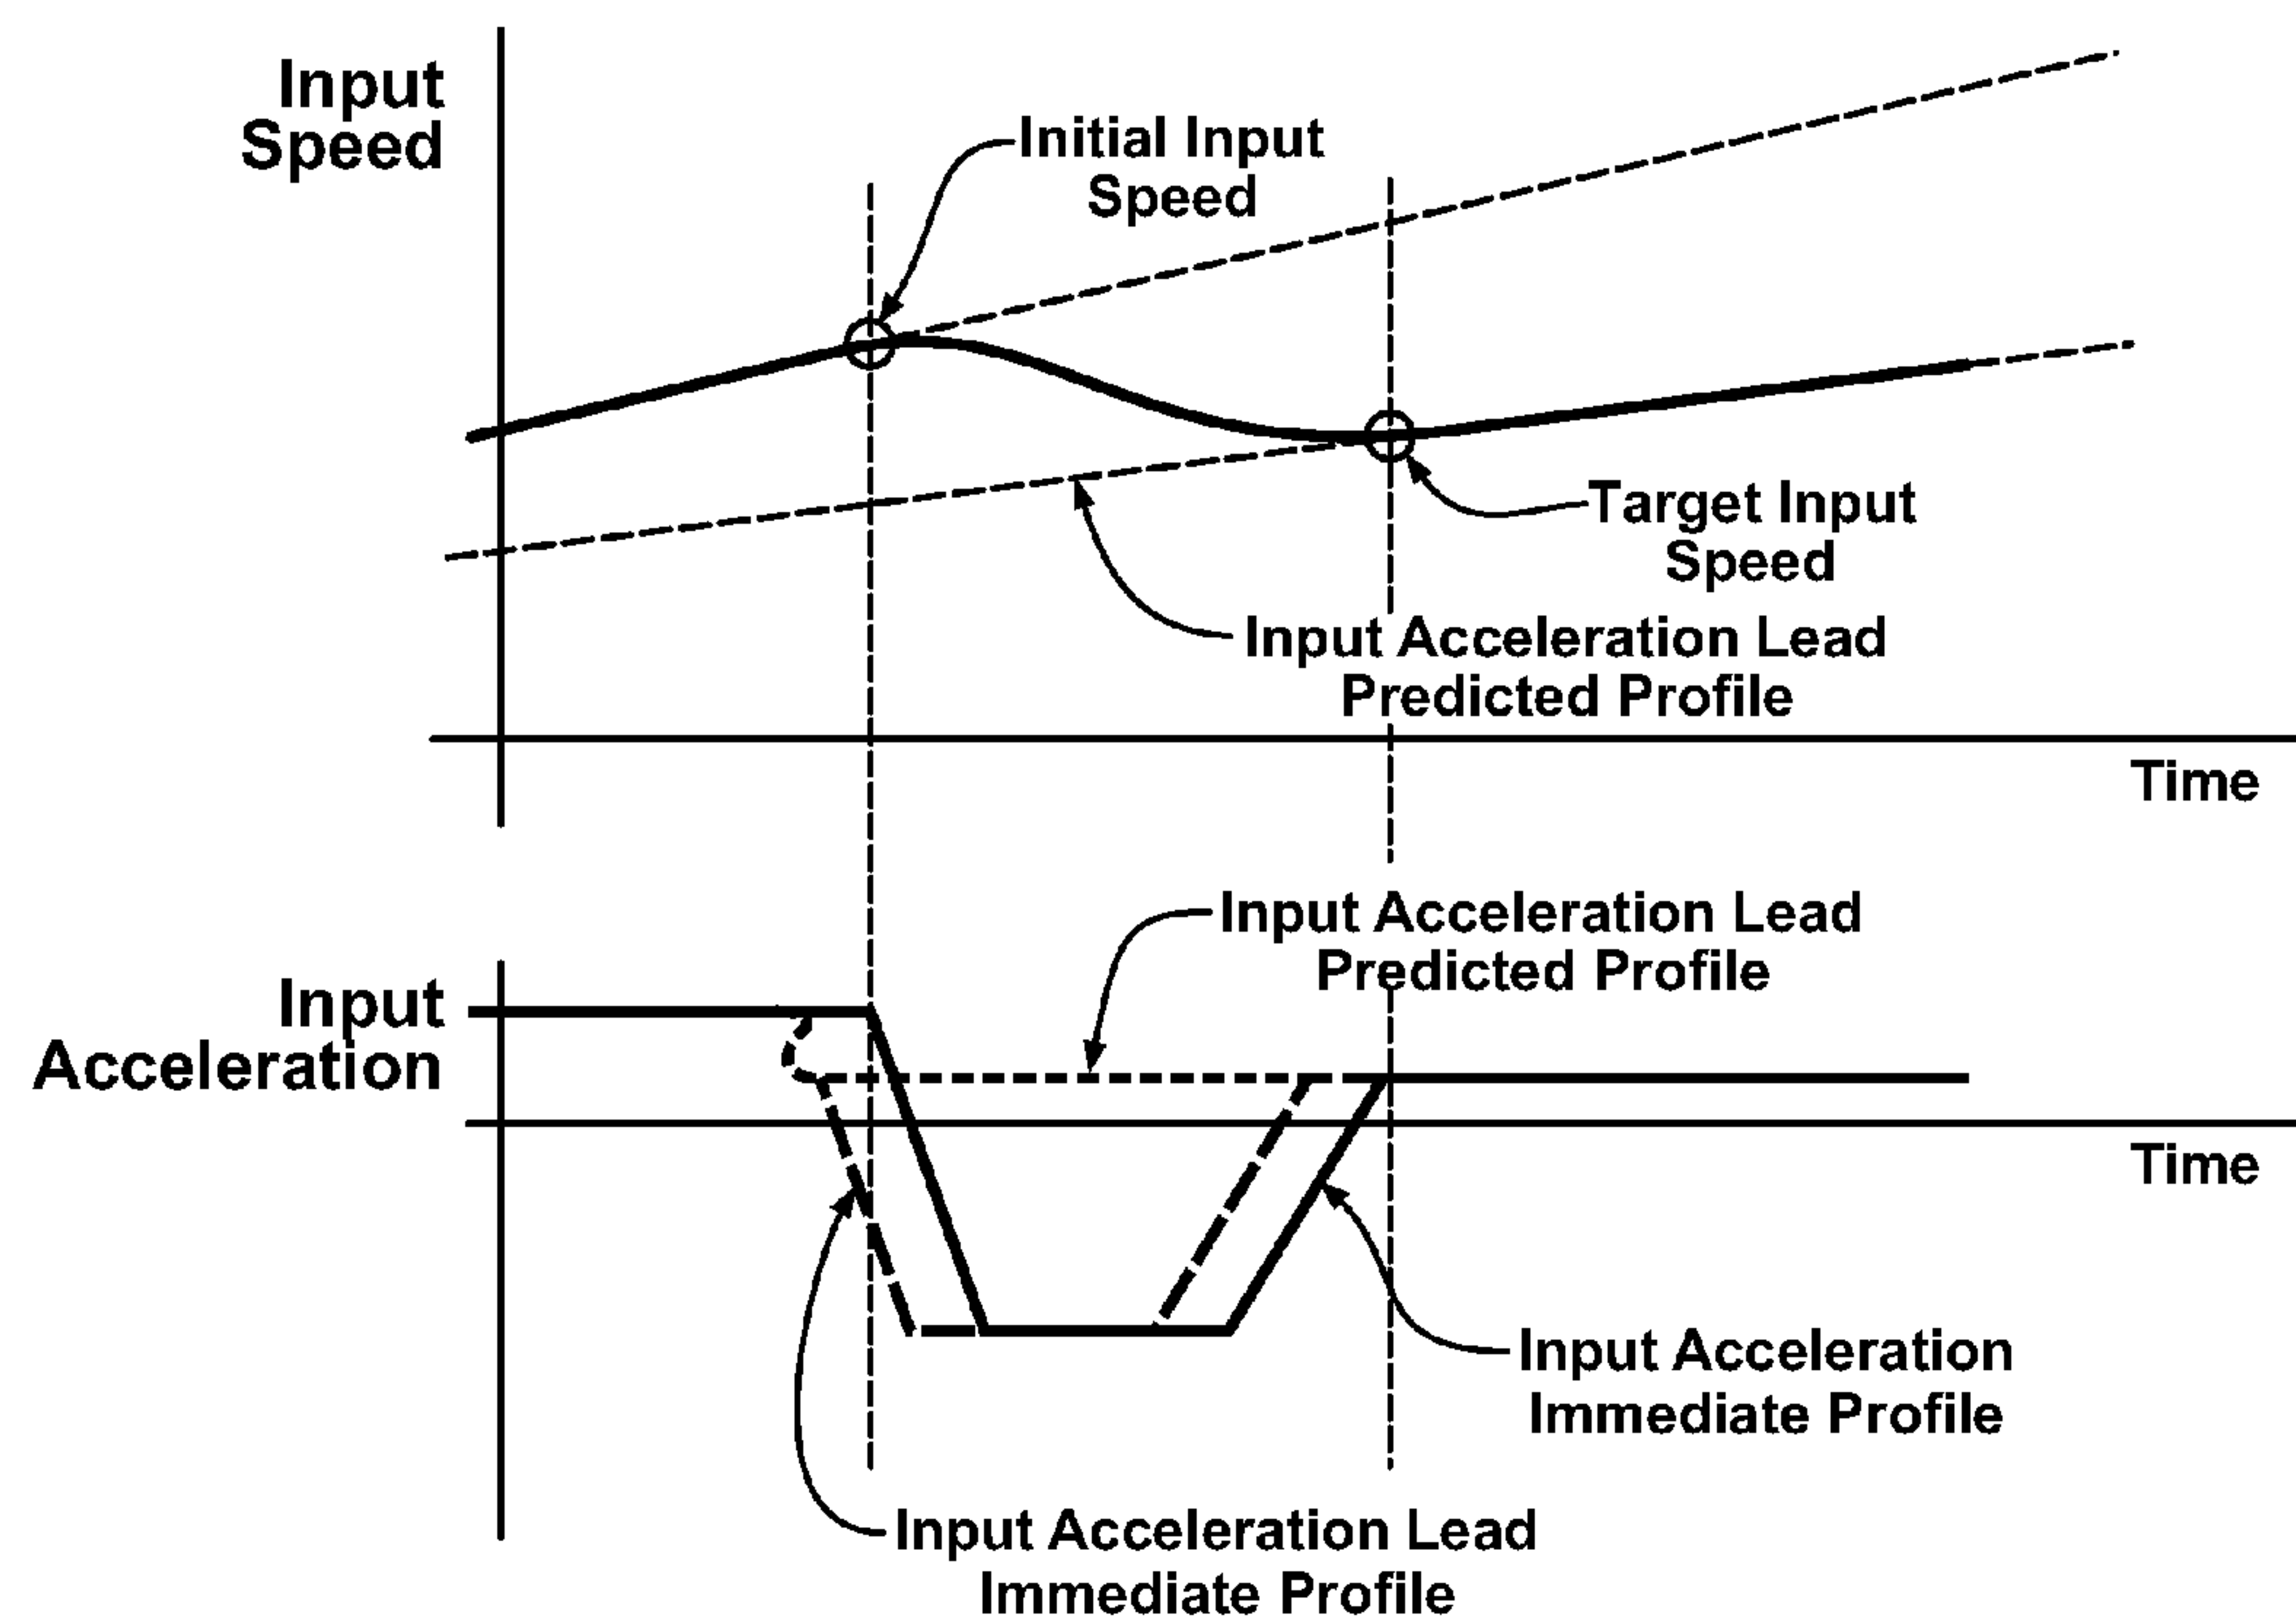 Input
Speed
Initial Input
Speed
Target Input
Speed
Input Acceleration Lead
Predicted Profile
Time
Input Acceleration Lead
Predicted Profile
Input
Acceleration
Time
Input Acceleration
Immediate Profile
Input Acceleration Lead
Immediate Profile